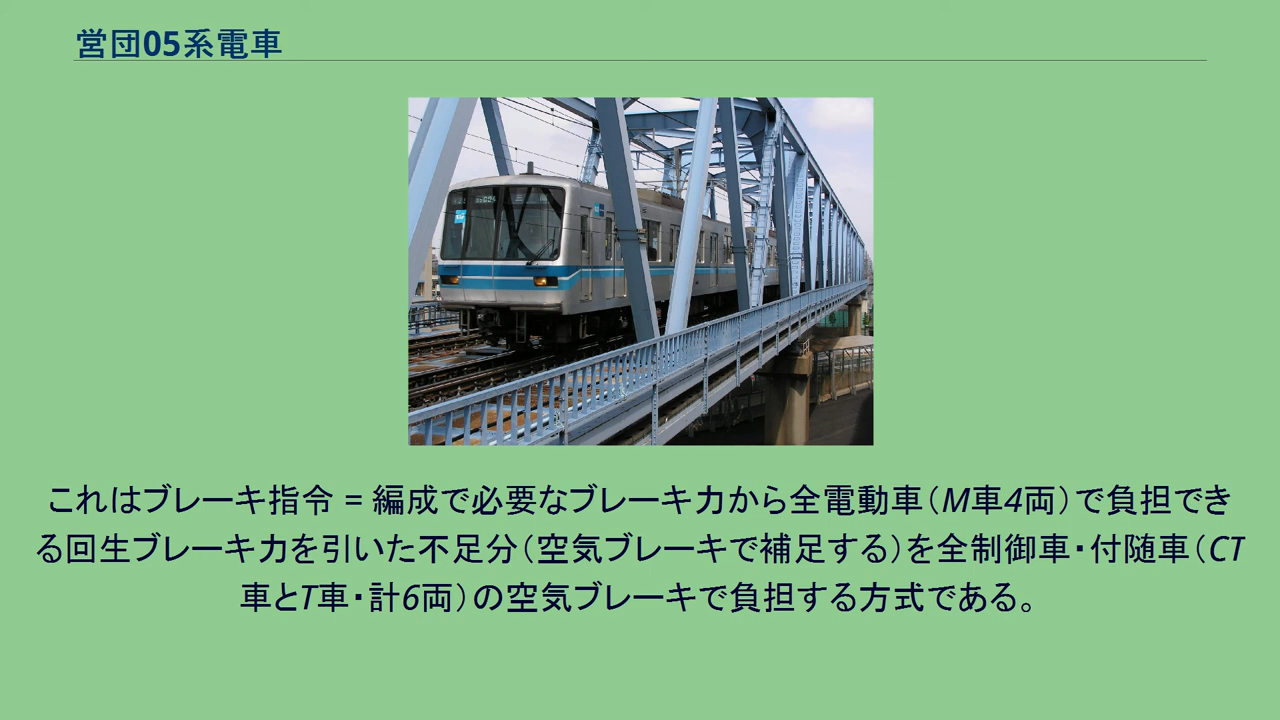 営団05系電車
これはブレーキ指令 = 編成で必要なブレーキ力から全電動車（M車4両）で負担でき
る回生ブレーキ力を引いた不足分（空気ブレーキで補足する）を全制御車・付随車（CT
車とT車・計6両）の空気ブレーキで負担する方式である。